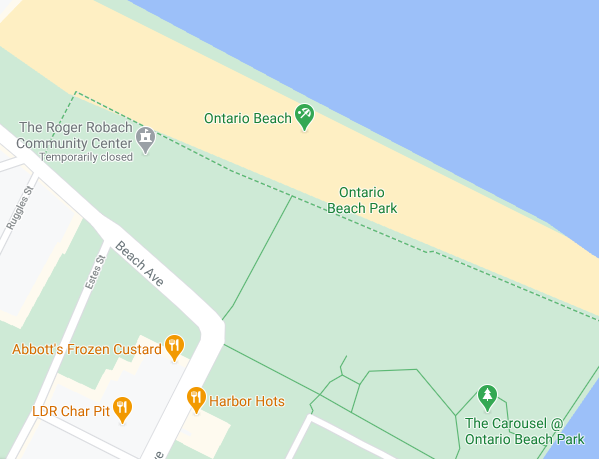 Ontario Beach
The Roger Robach
Community Center
Temporarily closed
Ontario
Beach Park
Ruggles St
Beach Ave
Estes St
Abbott's Frozen Custard
Harbor Hots
LDR Char Pit
The Carousel @
Ontario Beach Park
ve